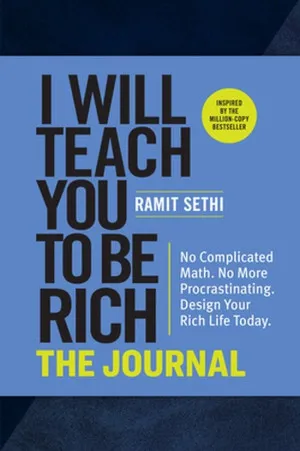 I WILL
TEACH
YOU
TO BE
RICH
THE JOURNAL
INSPIRED
BY THE
MILLION-COPY
BESTSELLER
RAMIT SETHI
No Complicated
Math. No More
Procrastinating.
Design Your
Rich Life Today.